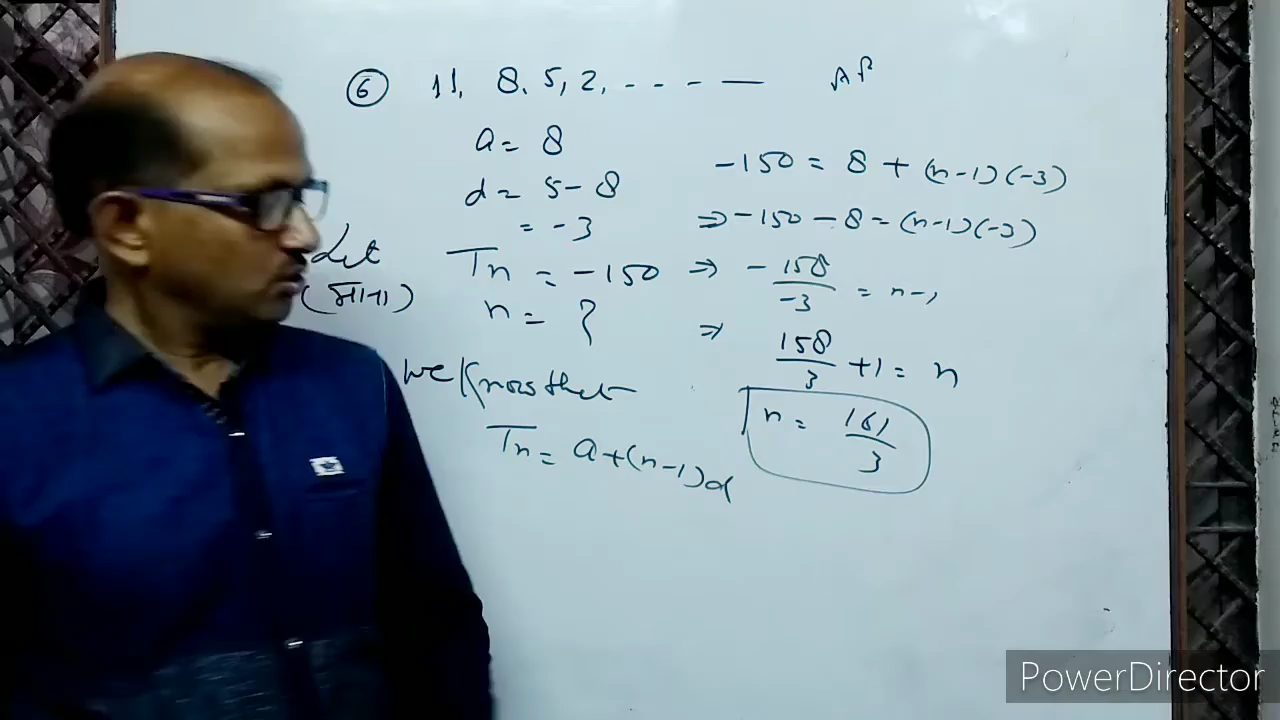 ⑥ 11, 8, 5, 2, - - - — AP
a = 8
d = 5 - 8
= -3
Let Tn = -150
(माना) n = ?
We Know that
Tn = a + (n-1)d
-150 = 8 + (n-1)(-3)
⇒ -150 - 8 = (n-1)(-3)
⇒ -158/-3 = n-1
⇒ 158/3 + 1 = n
n = 161/3
PowerDirector